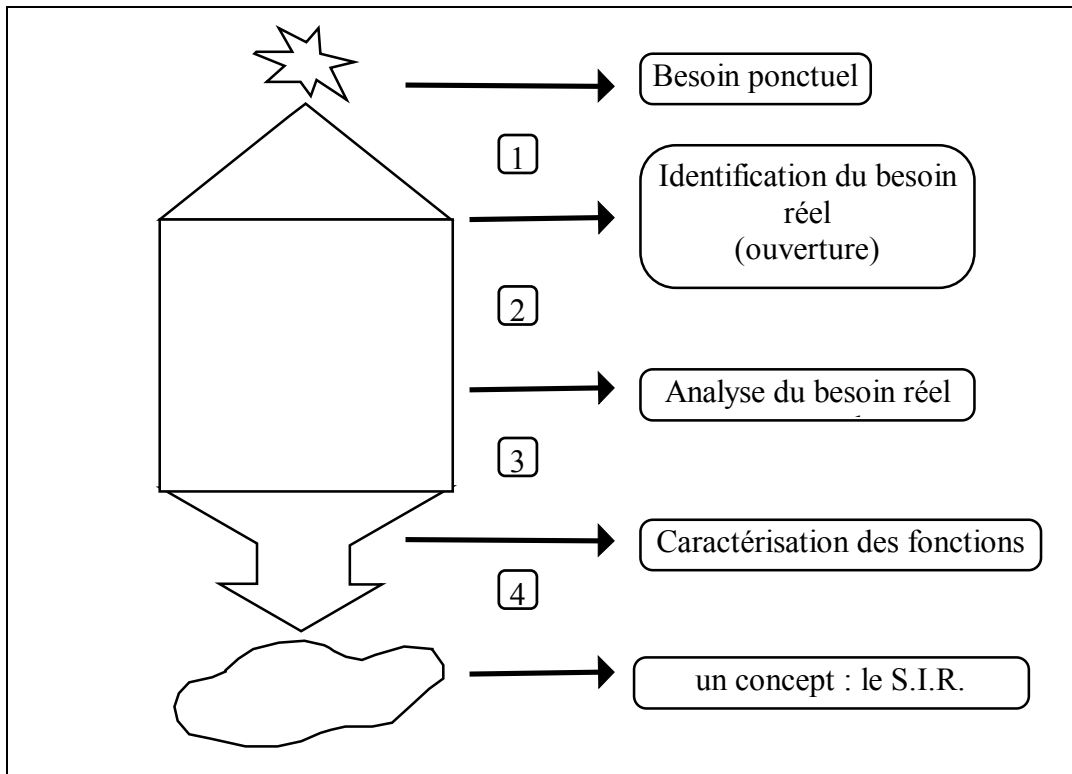 Besoin ponctuel
1
Identification du besoin
réel
(ouverture)
2
Analyse du besoin réel
3
Caractérisation des fonctions
4
un concept : le S.I.R.